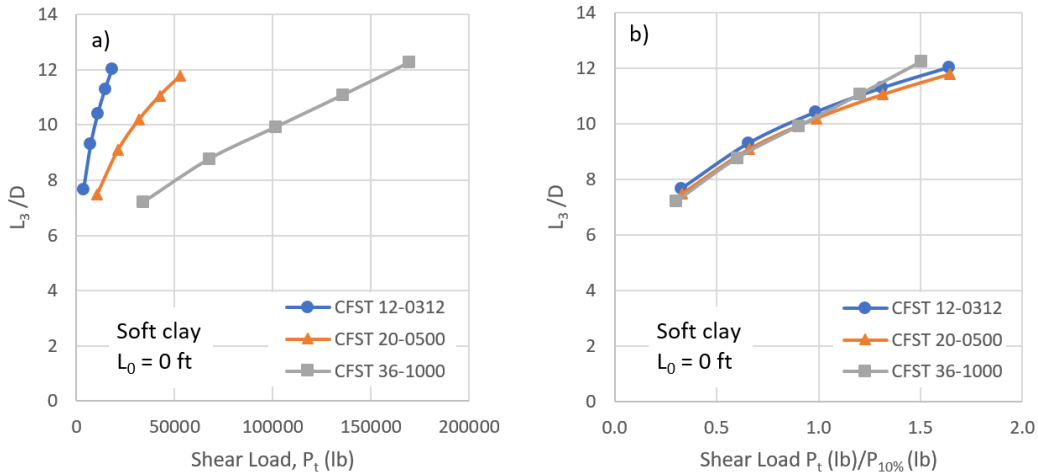 a)
14
12
10
8
6
4
2
0
L3 /D
0
50000
100000
150000
200000
Shear Load, Pt (lb)
Soft clay
L0 = 0 ft
CFST 12-0312
CFST 20-0500
CFST 36-1000
b)
14
12
10
8
6
4
2
0
L3 /D
0.0
0.5
1.0
1.5
2.0
Shear Load Pt (lb)/P10% (lb)
Soft clay
L0 = 0 ft
CFST 12-0312
CFST 20-0500
CFST 36-1000